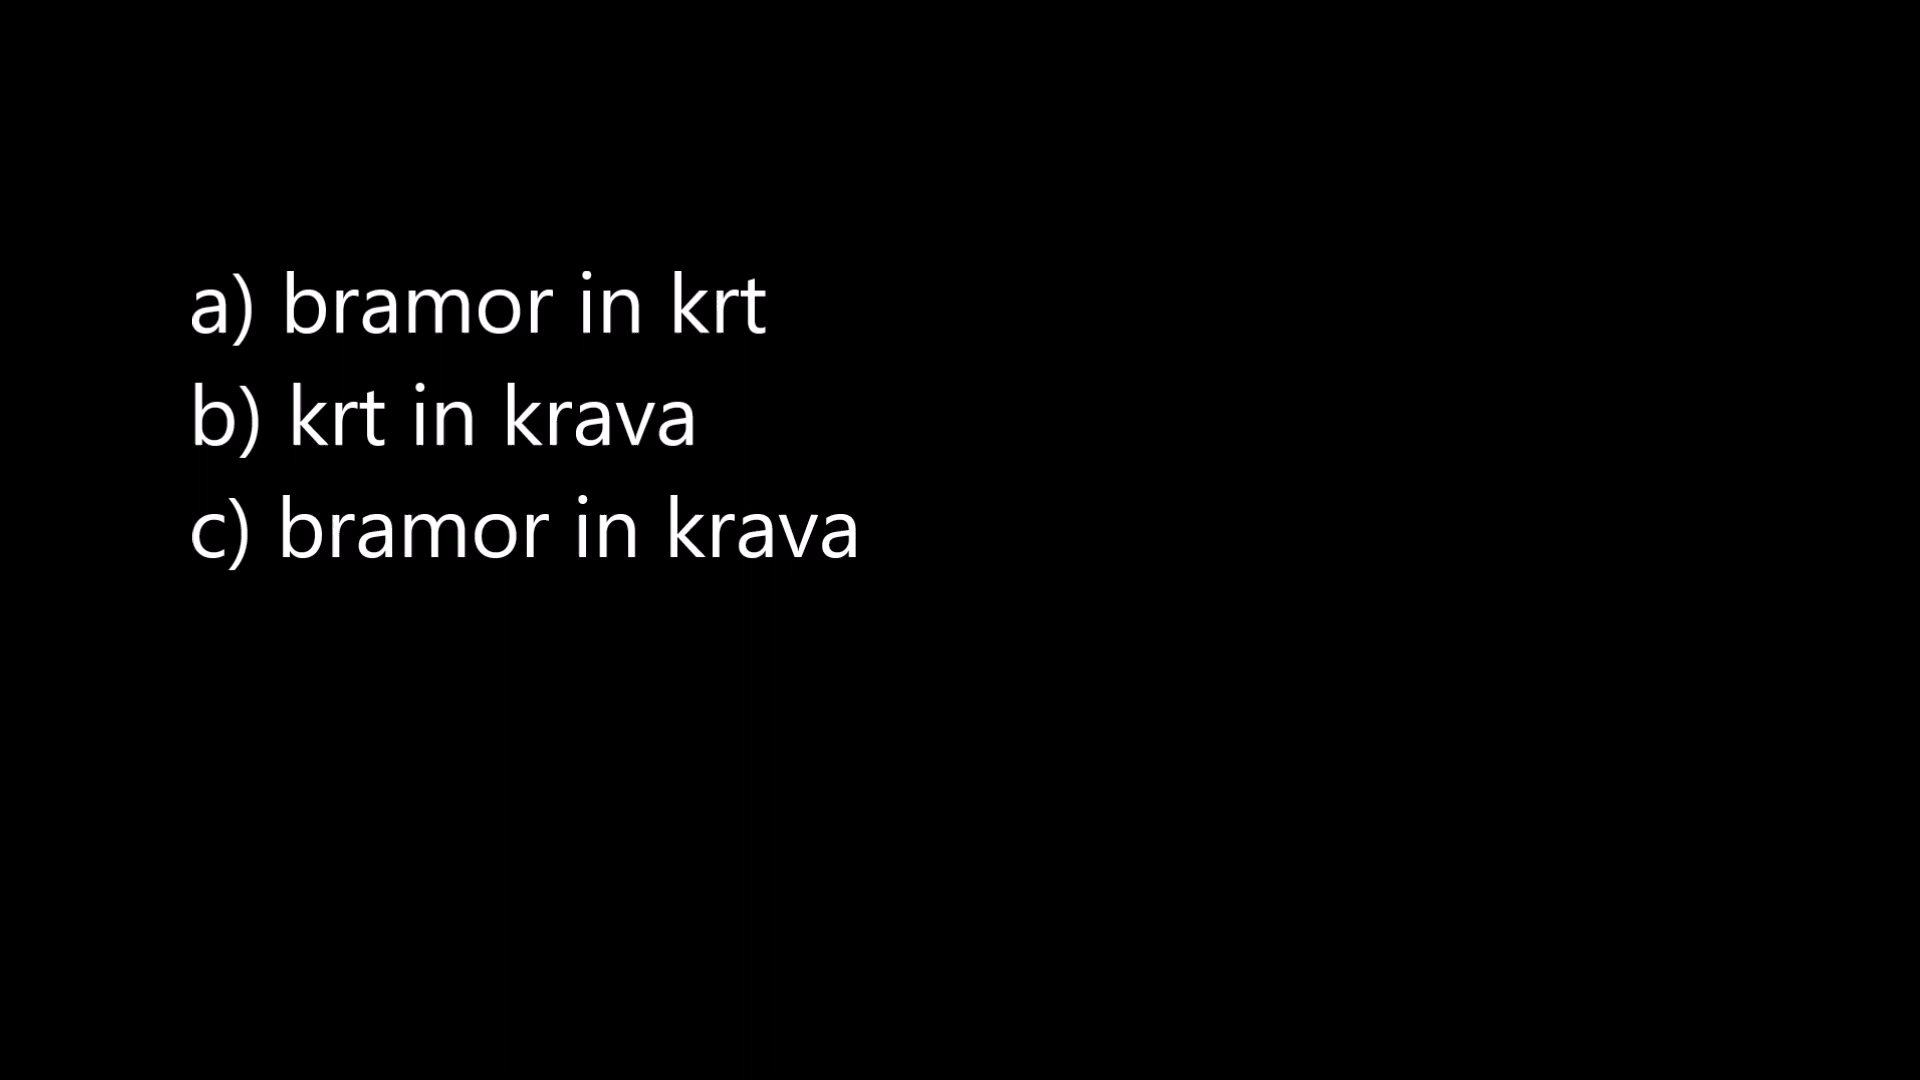 a) bramor in krt
b) krt in krava
c) bramor in krava